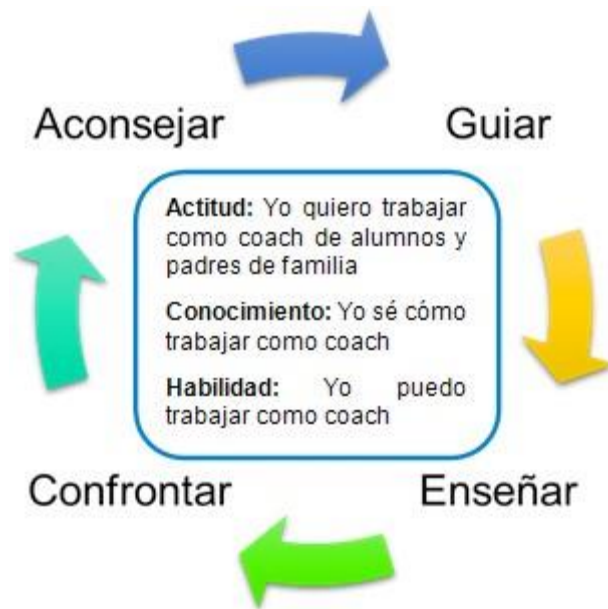 Aconsejar
Guiar
Actitud: Yo quiero trabajar
como coach de alumnos y
padres de familia
Conocimiento: Yo sé cómo
trabajar como coach
Habilidad: Yo puedo
trabajar como coach
Confrontar
Enseñar